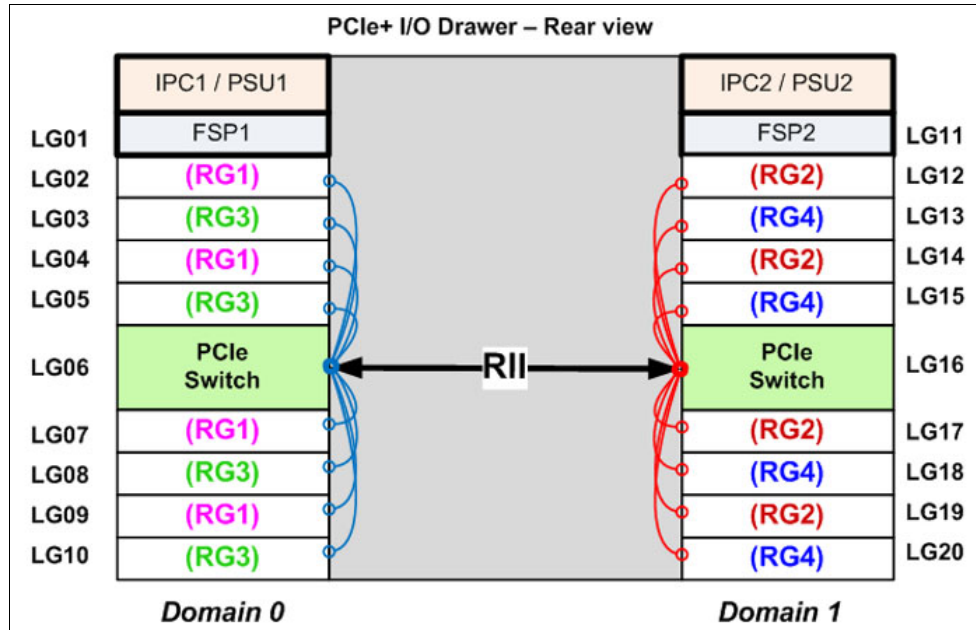 PCIe+ I/O Drawer – Rear view
IPC1 / PSU1
IPC2 / PSU2
LG01
FSP1
FSP2
LG11
LG02
(RG1)
(RG2)
LG12
LG03
(RG3)
(RG4)
LG13
LG04
(RG1)
(RG2)
LG14
LG05
(RG3)
(RG4)
LG15
LG06
PCIe
Switch
RII
PCIe
Switch
LG16
LG07
(RG1)
(RG2)
LG17
LG08
(RG3)
(RG4)
LG18
LG09
(RG1)
(RG2)
LG19
LG10
(RG3)
(RG4)
LG20
Domain 0
Domain 1